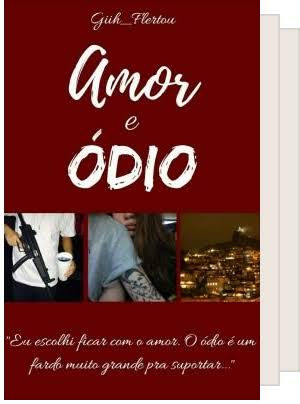 Giih_Flertou
Amor
e
ÓDIO
"Eu escolhi ficar com o amor. O ódio é um
fardo muito grande pra suportar..."